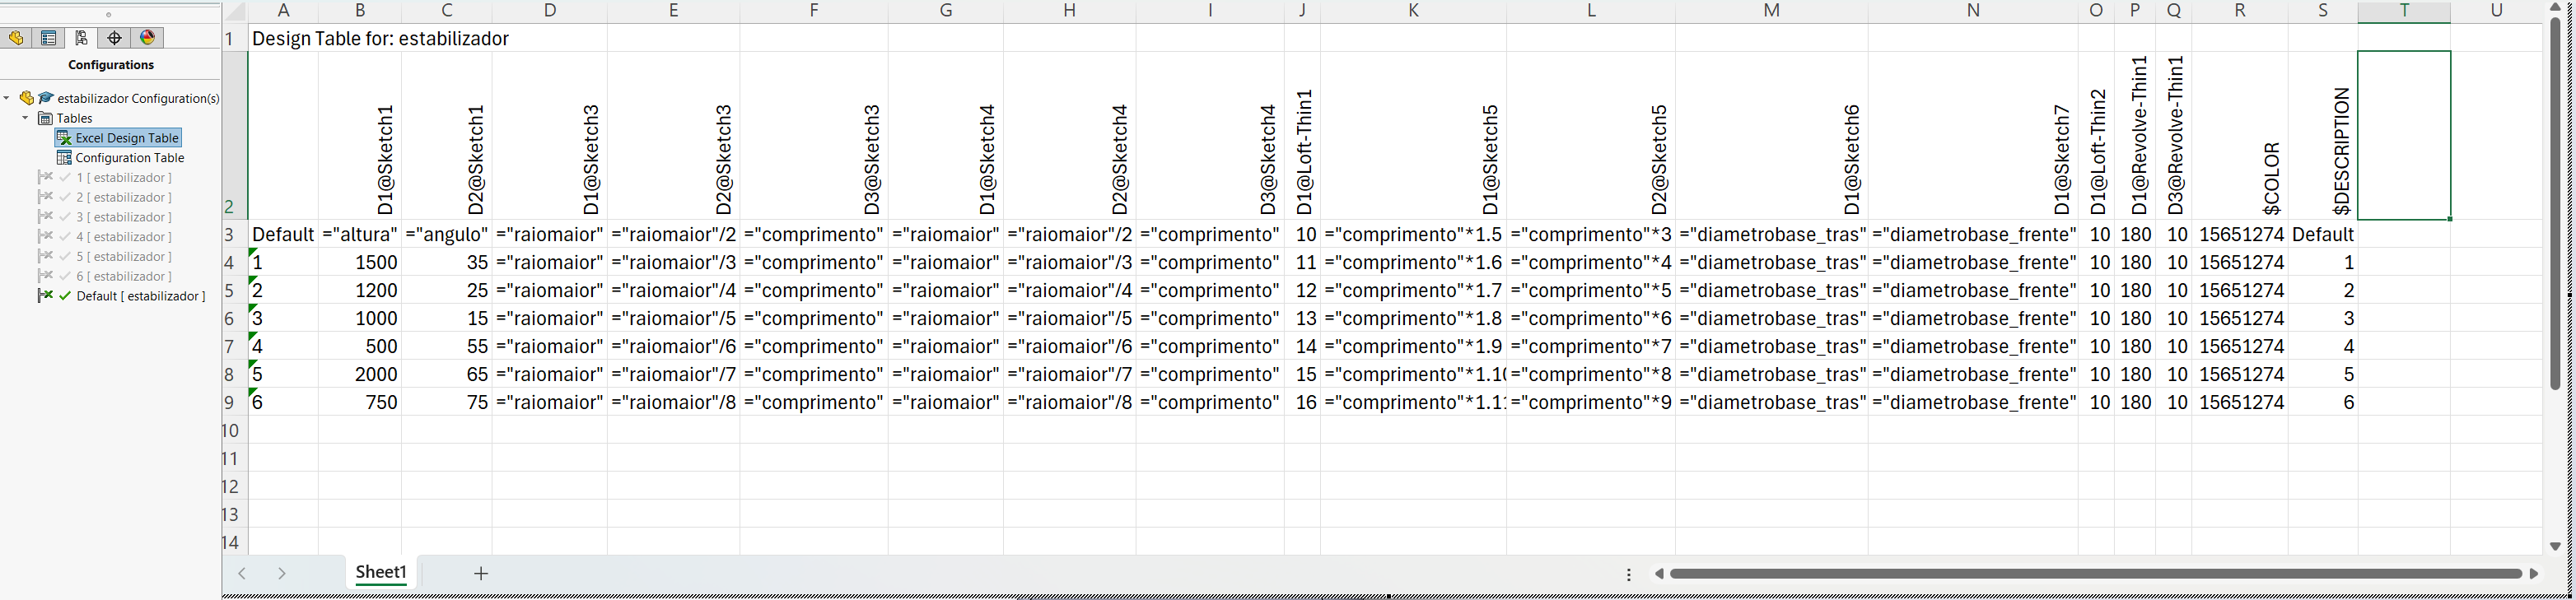 A B C D E F G H I J K L M N O P Q R S T U
Configurations
estabilizador Configuration(s)
Tables
Excel Design Table
Configuration Table
1 [ estabilizador ]
2 [ estabilizador ]
3 [ estabilizador ]
4 [ estabilizador ]
5 [ estabilizador ]
6 [ estabilizador ]
Default [ estabilizador ]
1 Design Table for: estabilizador
2 D1@Sketch1 D2@Sketch1 D1@Sketch3 D2@Sketch3 D3@Sketch3 D1@Sketch4 D2@Sketch4 D3@Sketch4 D1@Loft-Thin1 D1@Sketch5 D2@Sketch5 D1@Sketch6 D1@Sketch7 D1@Loft-Thin2 D1@Revolve-Thin1 D3@Revolve-Thin1 $COLOR $DESCRIPTION
3 Default ="altura" ="angulo" ="raiomaior" ="raiomaior"/2 ="comprimento" ="raiomaior" ="raiomaior"/2 ="comprimento" 10 ="comprimento"*1.5 ="comprimento"*3 ="diametrobase_tras" ="diametrobase_frente" 10 180 10 15651274 Default
4 1 1500 35 ="raiomaior" ="raiomaior"/3 ="comprimento" ="raiomaior" ="raiomaior"/3 ="comprimento" 11 ="comprimento"*1.6 ="comprimento"*4 ="diametrobase_tras" ="diametrobase_frente" 10 180 10 15651274 1
5 2 1200 25 ="raiomaior" ="raiomaior"/4 ="comprimento" ="raiomaior" ="raiomaior"/4 ="comprimento" 12 ="comprimento"*1.7 ="comprimento"*5 ="diametrobase_tras" ="diametrobase_frente" 10 180 10 15651274 2
6 3 1000 15 ="raiomaior" ="raiomaior"/5 ="comprimento" ="raiomaior" ="raiomaior"/5 ="comprimento" 13 ="comprimento"*1.8 ="comprimento"*6 ="diametrobase_tras" ="diametrobase_frente" 10 180 10 15651274 3
7 4 500 55 ="raiomaior" ="raiomaior"/6 ="comprimento" ="raiomaior" ="raiomaior"/6 ="comprimento" 14 ="comprimento"*1.9 ="comprimento"*7 ="diametrobase_tras" ="diametrobase_frente" 10 180 10 15651274 4
8 5 2000 65 ="raiomaior" ="raiomaior"/7 ="comprimento" ="raiomaior" ="raiomaior"/7 ="comprimento" 15 ="comprimento"*1.10 ="comprimento"*8 ="diametrobase_tras" ="diametrobase_frente" 10 180 10 15651274 5
9 6 750 75 ="raiomaior" ="raiomaior"/8 ="comprimento" ="raiomaior" ="raiomaior"/8 ="comprimento" 16 ="comprimento"*1.11 ="comprimento"*9 ="diametrobase_tras" ="diametrobase_frente" 10 180 10 15651274 6
10
11
12
13
14
Sheet1